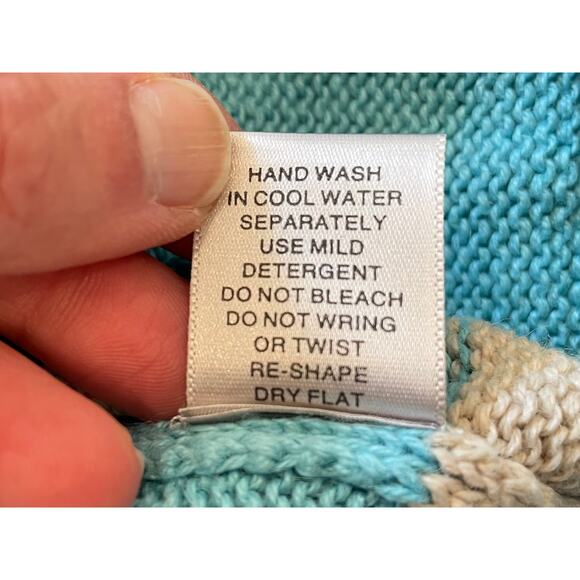 HAND WASH
IN COOL WATER
SEPARATELY
USE MILD
DETERGENT
DO NOT BLEACH
DO NOT WRING
OR TWIST
RE-SHAPE
DRY FLAT